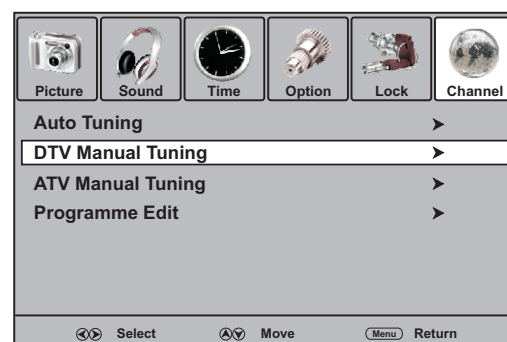 Picture Sound Time Option Lock Channel
Auto Tuning
DTV Manual Tuning
ATV Manual Tuning
Programme Edit
Select Move Menu Return